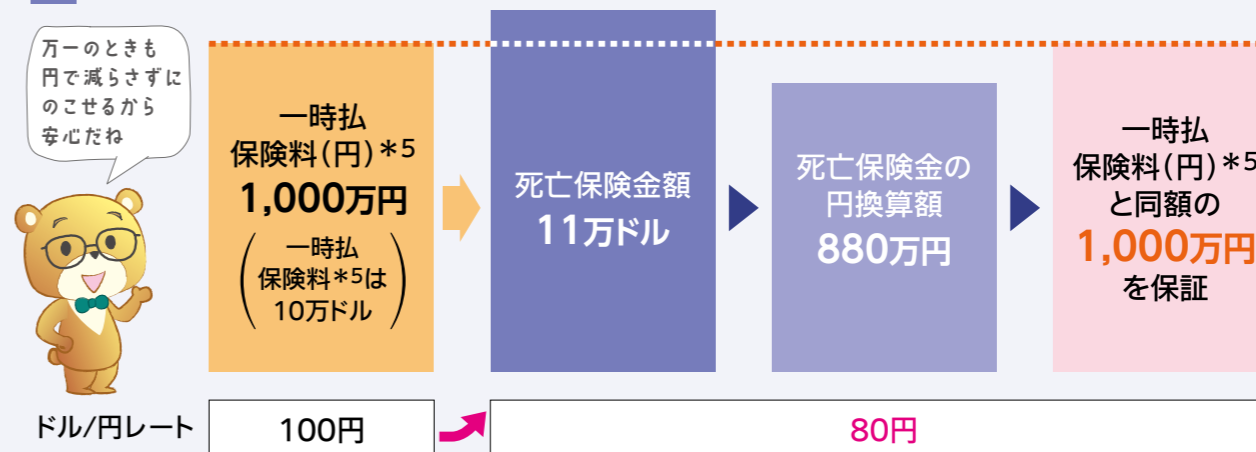 万一のときも
円で減らさずに
のこせるから
安心だね
一時払
保険料(円)*5
1,000万円
(一時払
保険料*5は
10万ドル)
死亡保険金額
11万ドル
死亡保険金の
円換算額
880万円
一時払
保険料(円)*5
と同額の
1,000万円
を保証
ドル/円レート
100円
80円